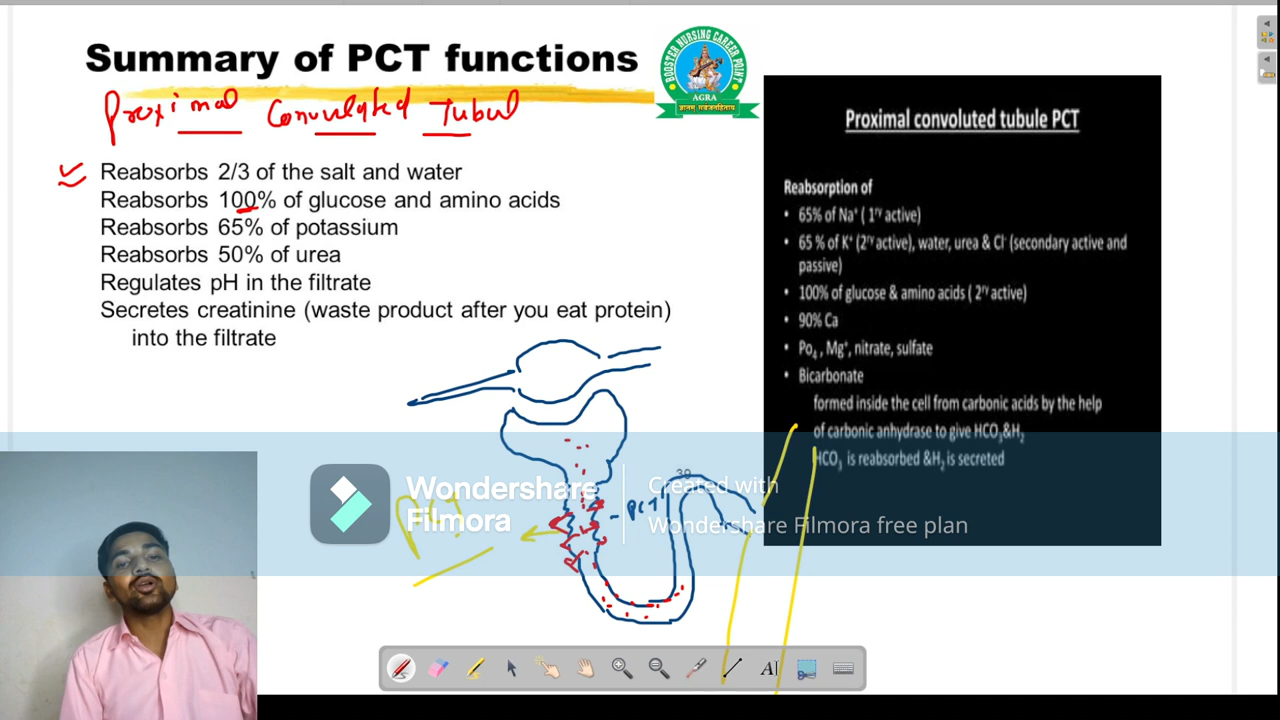 Summary of PCT functions
BOOSTER NURSING CAREER POINT
AGRA
Proximal Convulated Tubul
Reabsorbs 2/3 of the salt and water
Reabsorbs 100% of glucose and amino acids
Reabsorbs 65% of potassium
Reabsorbs 50% of urea
Regulates pH in the filtrate
Secretes creatinine (waste product after you eat protein)
into the filtrate
Proximal convoluted tubule PCT
Reabsorption of
• 65% of Na⁺ ( 1ʳʸ active)
• 65 % of K⁺ (2ʳʸ active), water, urea & Cl⁻ (secondary active and
passive)
• 100% of glucose & amino acids ( 2ʳʸ active)
• 90% Ca
• Po₄ , Mg⁺, nitrate, sulfate
• Bicarbonate
formed inside the cell from carbonic acids by the help
of carbonic anhydrase to give HCO₃&H₂
HCO₃ is reabsorbed &H₂ is secreted
39
PCT
- PCT
Wondershare
Filmora
Created with
Wondershare Filmora free plan
A